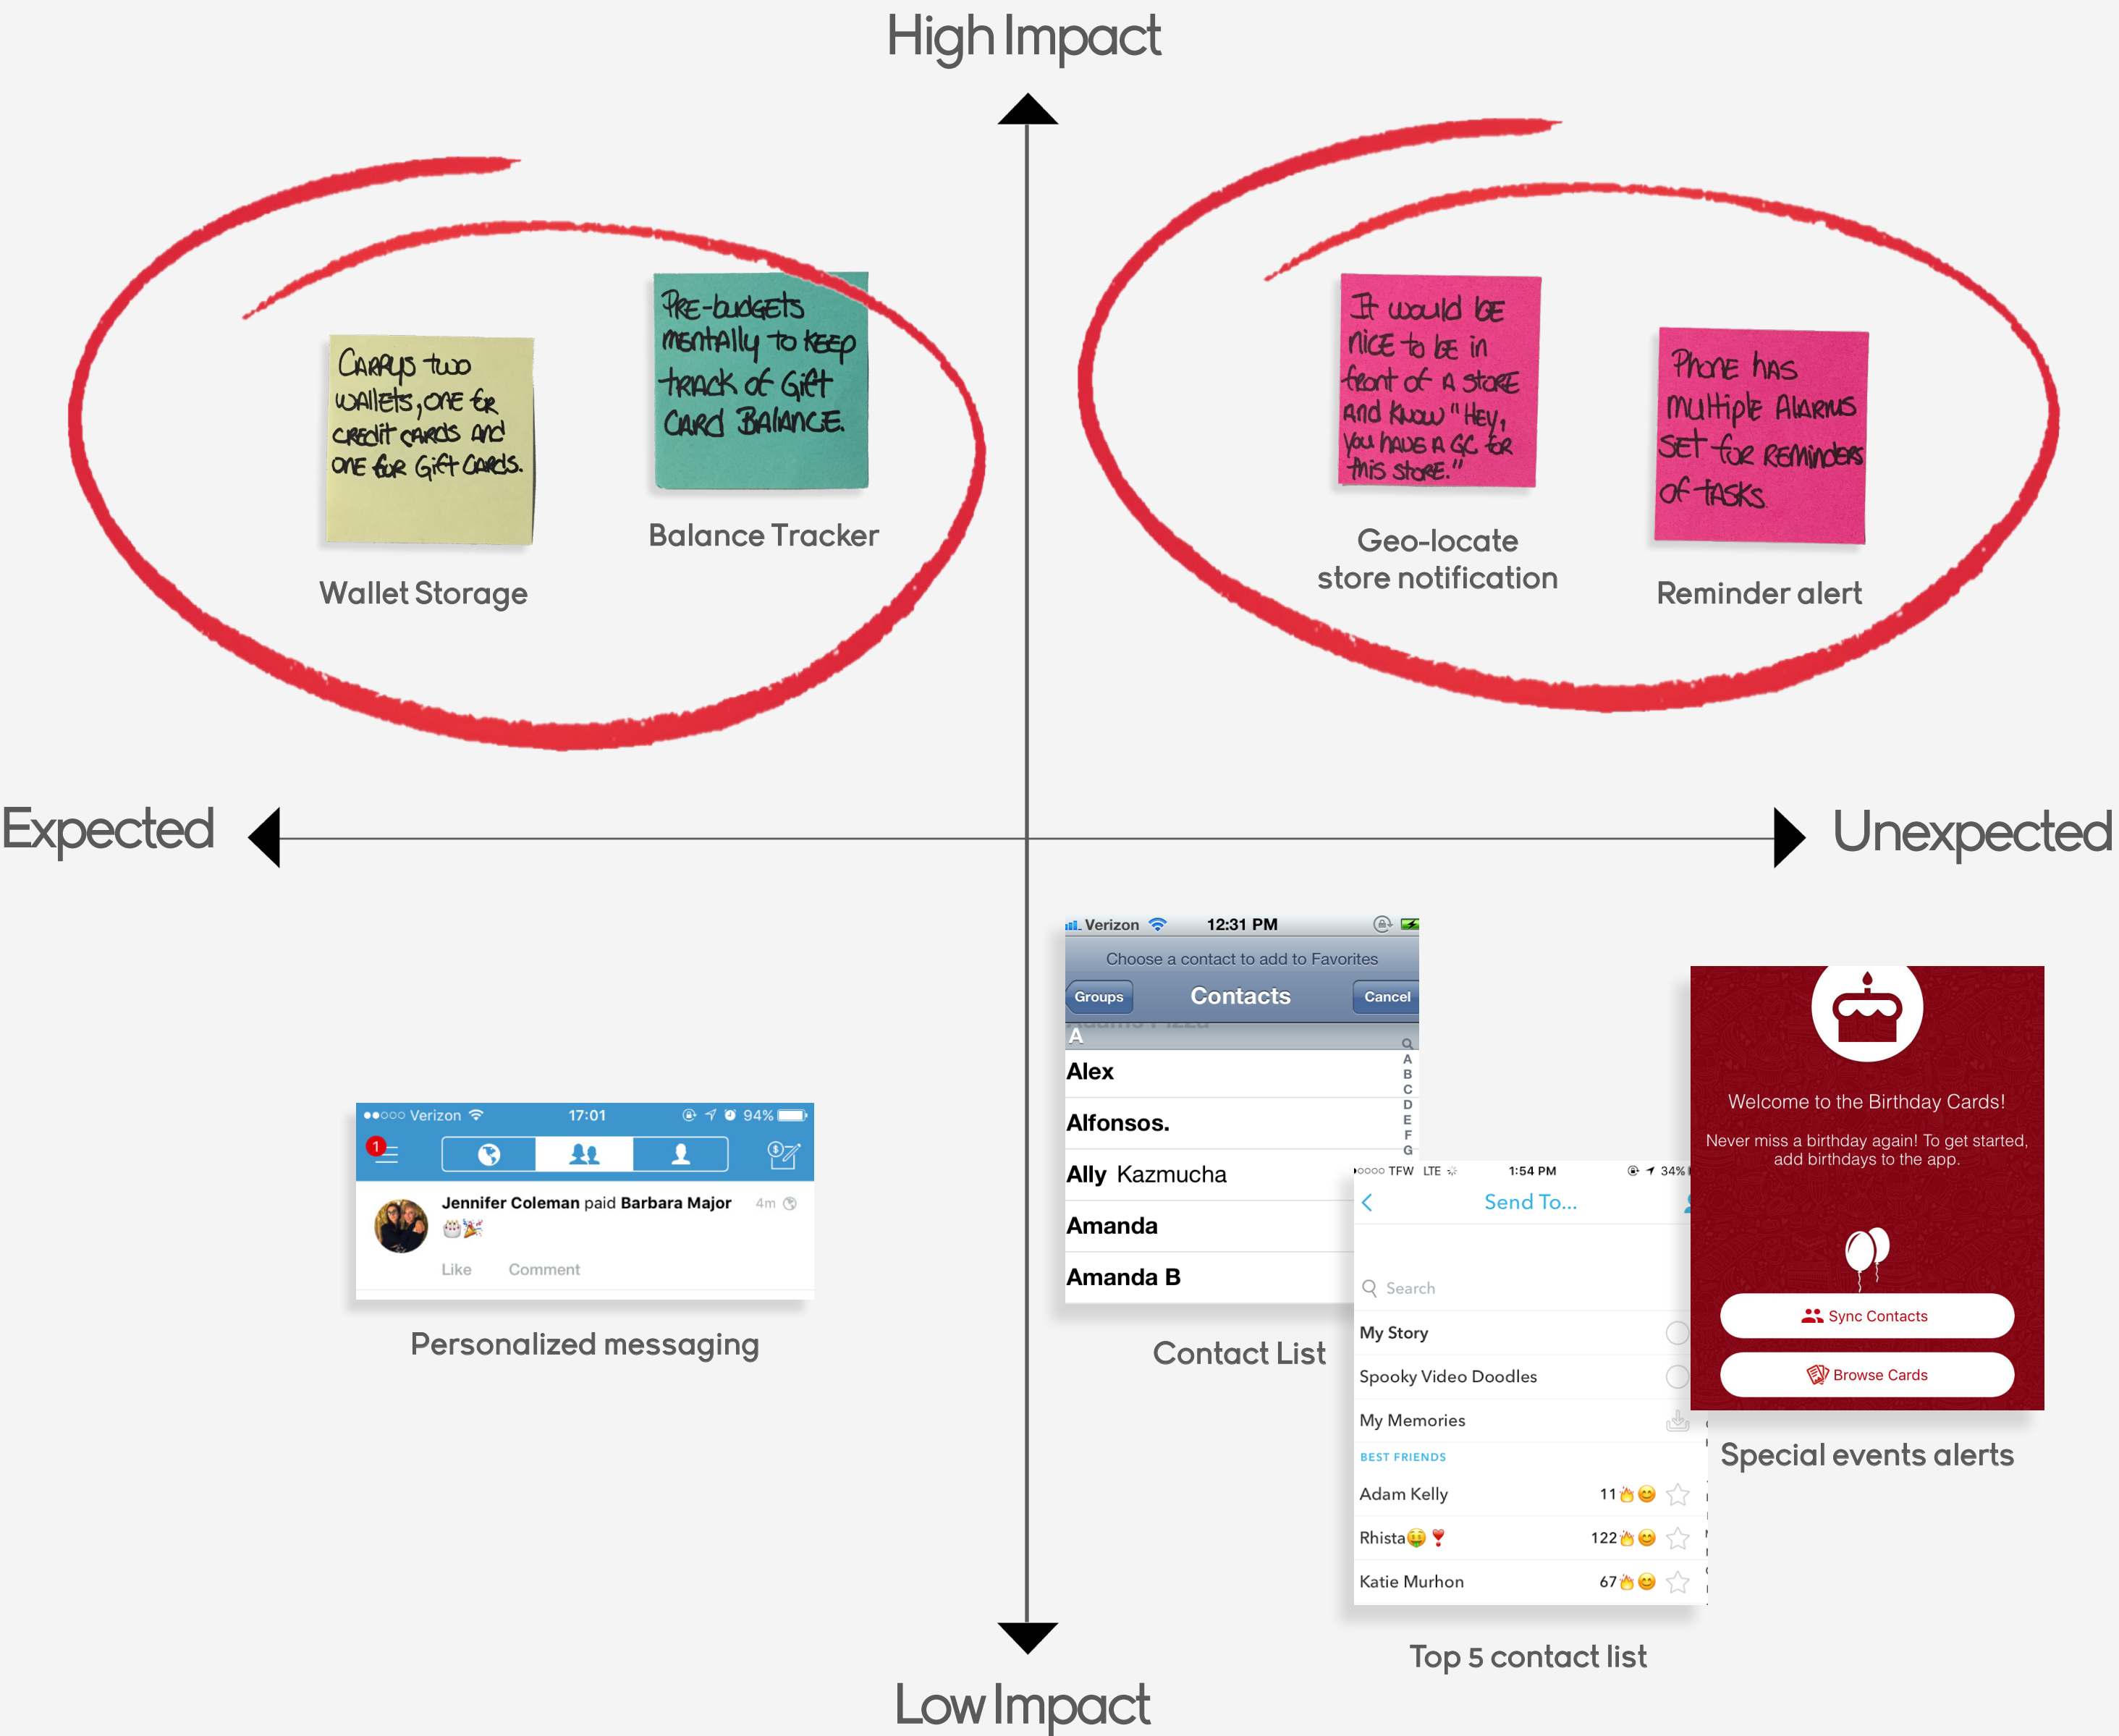 High Impact
CARRYS TWO
WALLETS, ONE for
CREDIT CARDS AND
ONE for Gift CARDS.
Wallet Storage
PRE-budGETS
MENTALLY TO KEEP
TRACK Of Gift
CARD BALANCE.
Balance Tracker
It would BE
NICE to bE in
front of A STORE
And KNOW "HEY,
You HAVE A GC for
this STORE."
Geo-locate
store notification
PhonE hAS
MultiplE AlARMS
SET for REMINDERS
Of TASKS.
Reminder alert
Expected
Unexpected
Verizon 17:01 94%
1
Jennifer Coleman paid Barbara Major 4m
Like Comment
Personalized messaging
Verizon 12:31 PM
Choose a contact to add to Favorites
Groups Contacts Cancel
Adams Pizza
A
Alex
Alfonsos.
Ally Kazmucha
Amanda
Amanda B
A
B
C
D
E
F
G
Contact List
TFW LTE 1:54 PM 34%
Send To...
Search
My Story
Spooky Video Doodles
My Memories
BEST FRIENDS
Adam Kelly 11🔥😊
Rhista🤑❣️ 122🔥😊
Katie Murhon 67🔥😊
Top 5 contact list
Welcome to the Birthday Cards!
Never miss a birthday again! To get started,
add birthdays to the app.
Sync Contacts
Browse Cards
Special events alerts
Low Impact